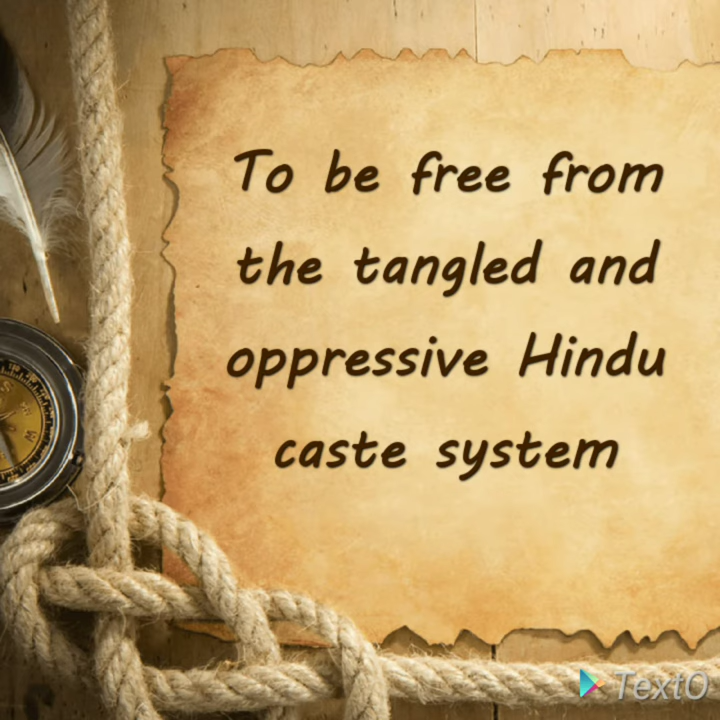 To be free from
the tangled and
oppressive Hindu
caste system
TextO